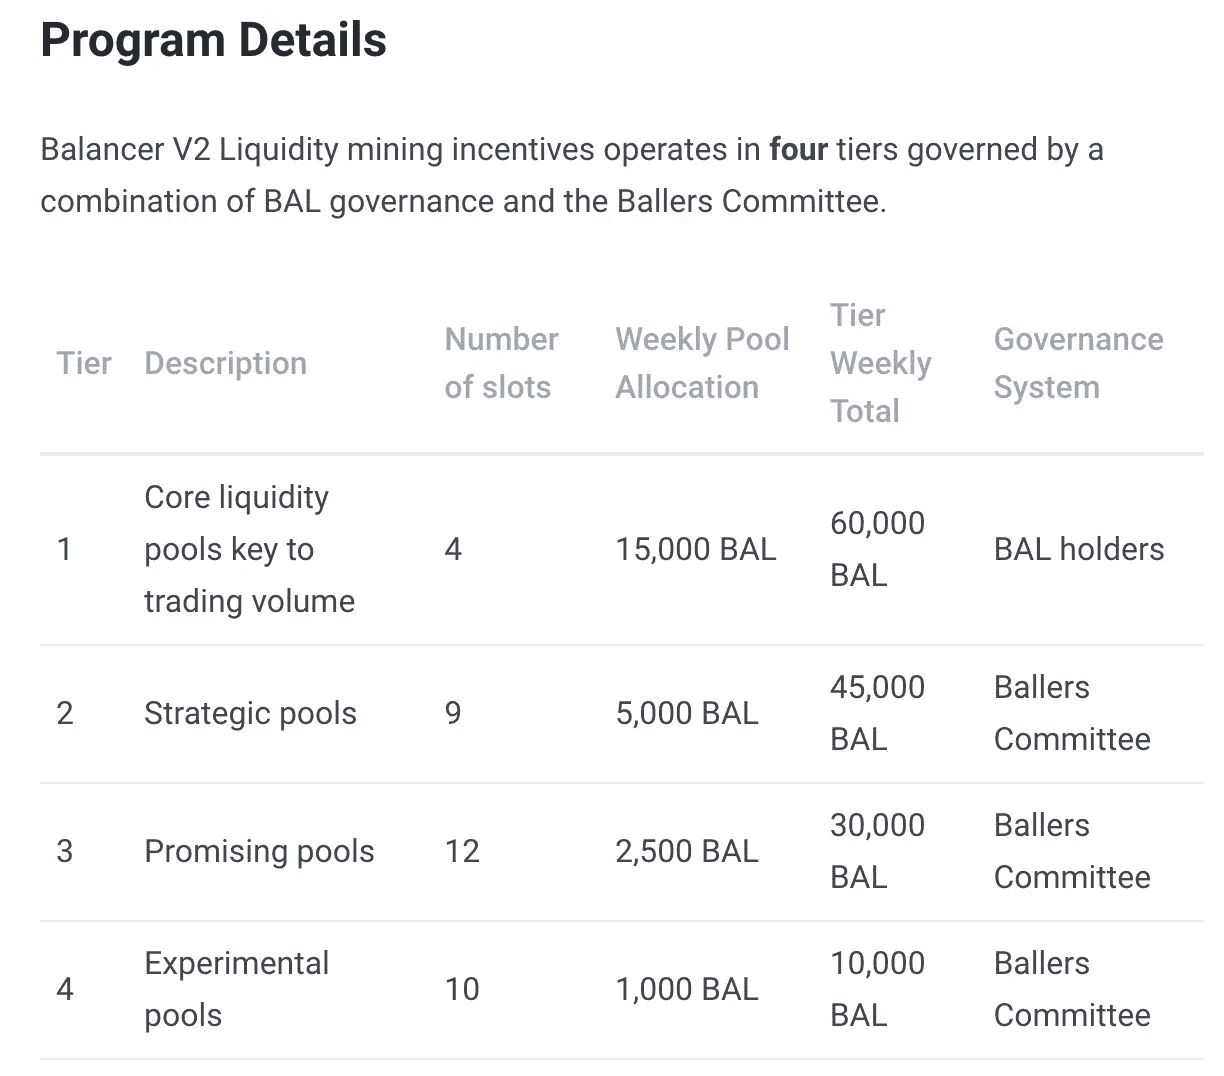 Program Details
Balancer V2 Liquidity mining incentives operates in four tiers governed by a
combination of BAL governance and the Ballers Committee.
Tier Description Number of slots Weekly Pool Allocation Tier Weekly Total Governance System
1 Core liquidity pools key to trading volume 4 15,000 BAL 60,000 BAL BAL holders
2 Strategic pools 9 5,000 BAL 45,000 BAL Ballers Committee
3 Promising pools 12 2,500 BAL 30,000 BAL Ballers Committee
4 Experimental pools 10 1,000 BAL 10,000 BAL Ballers Committee